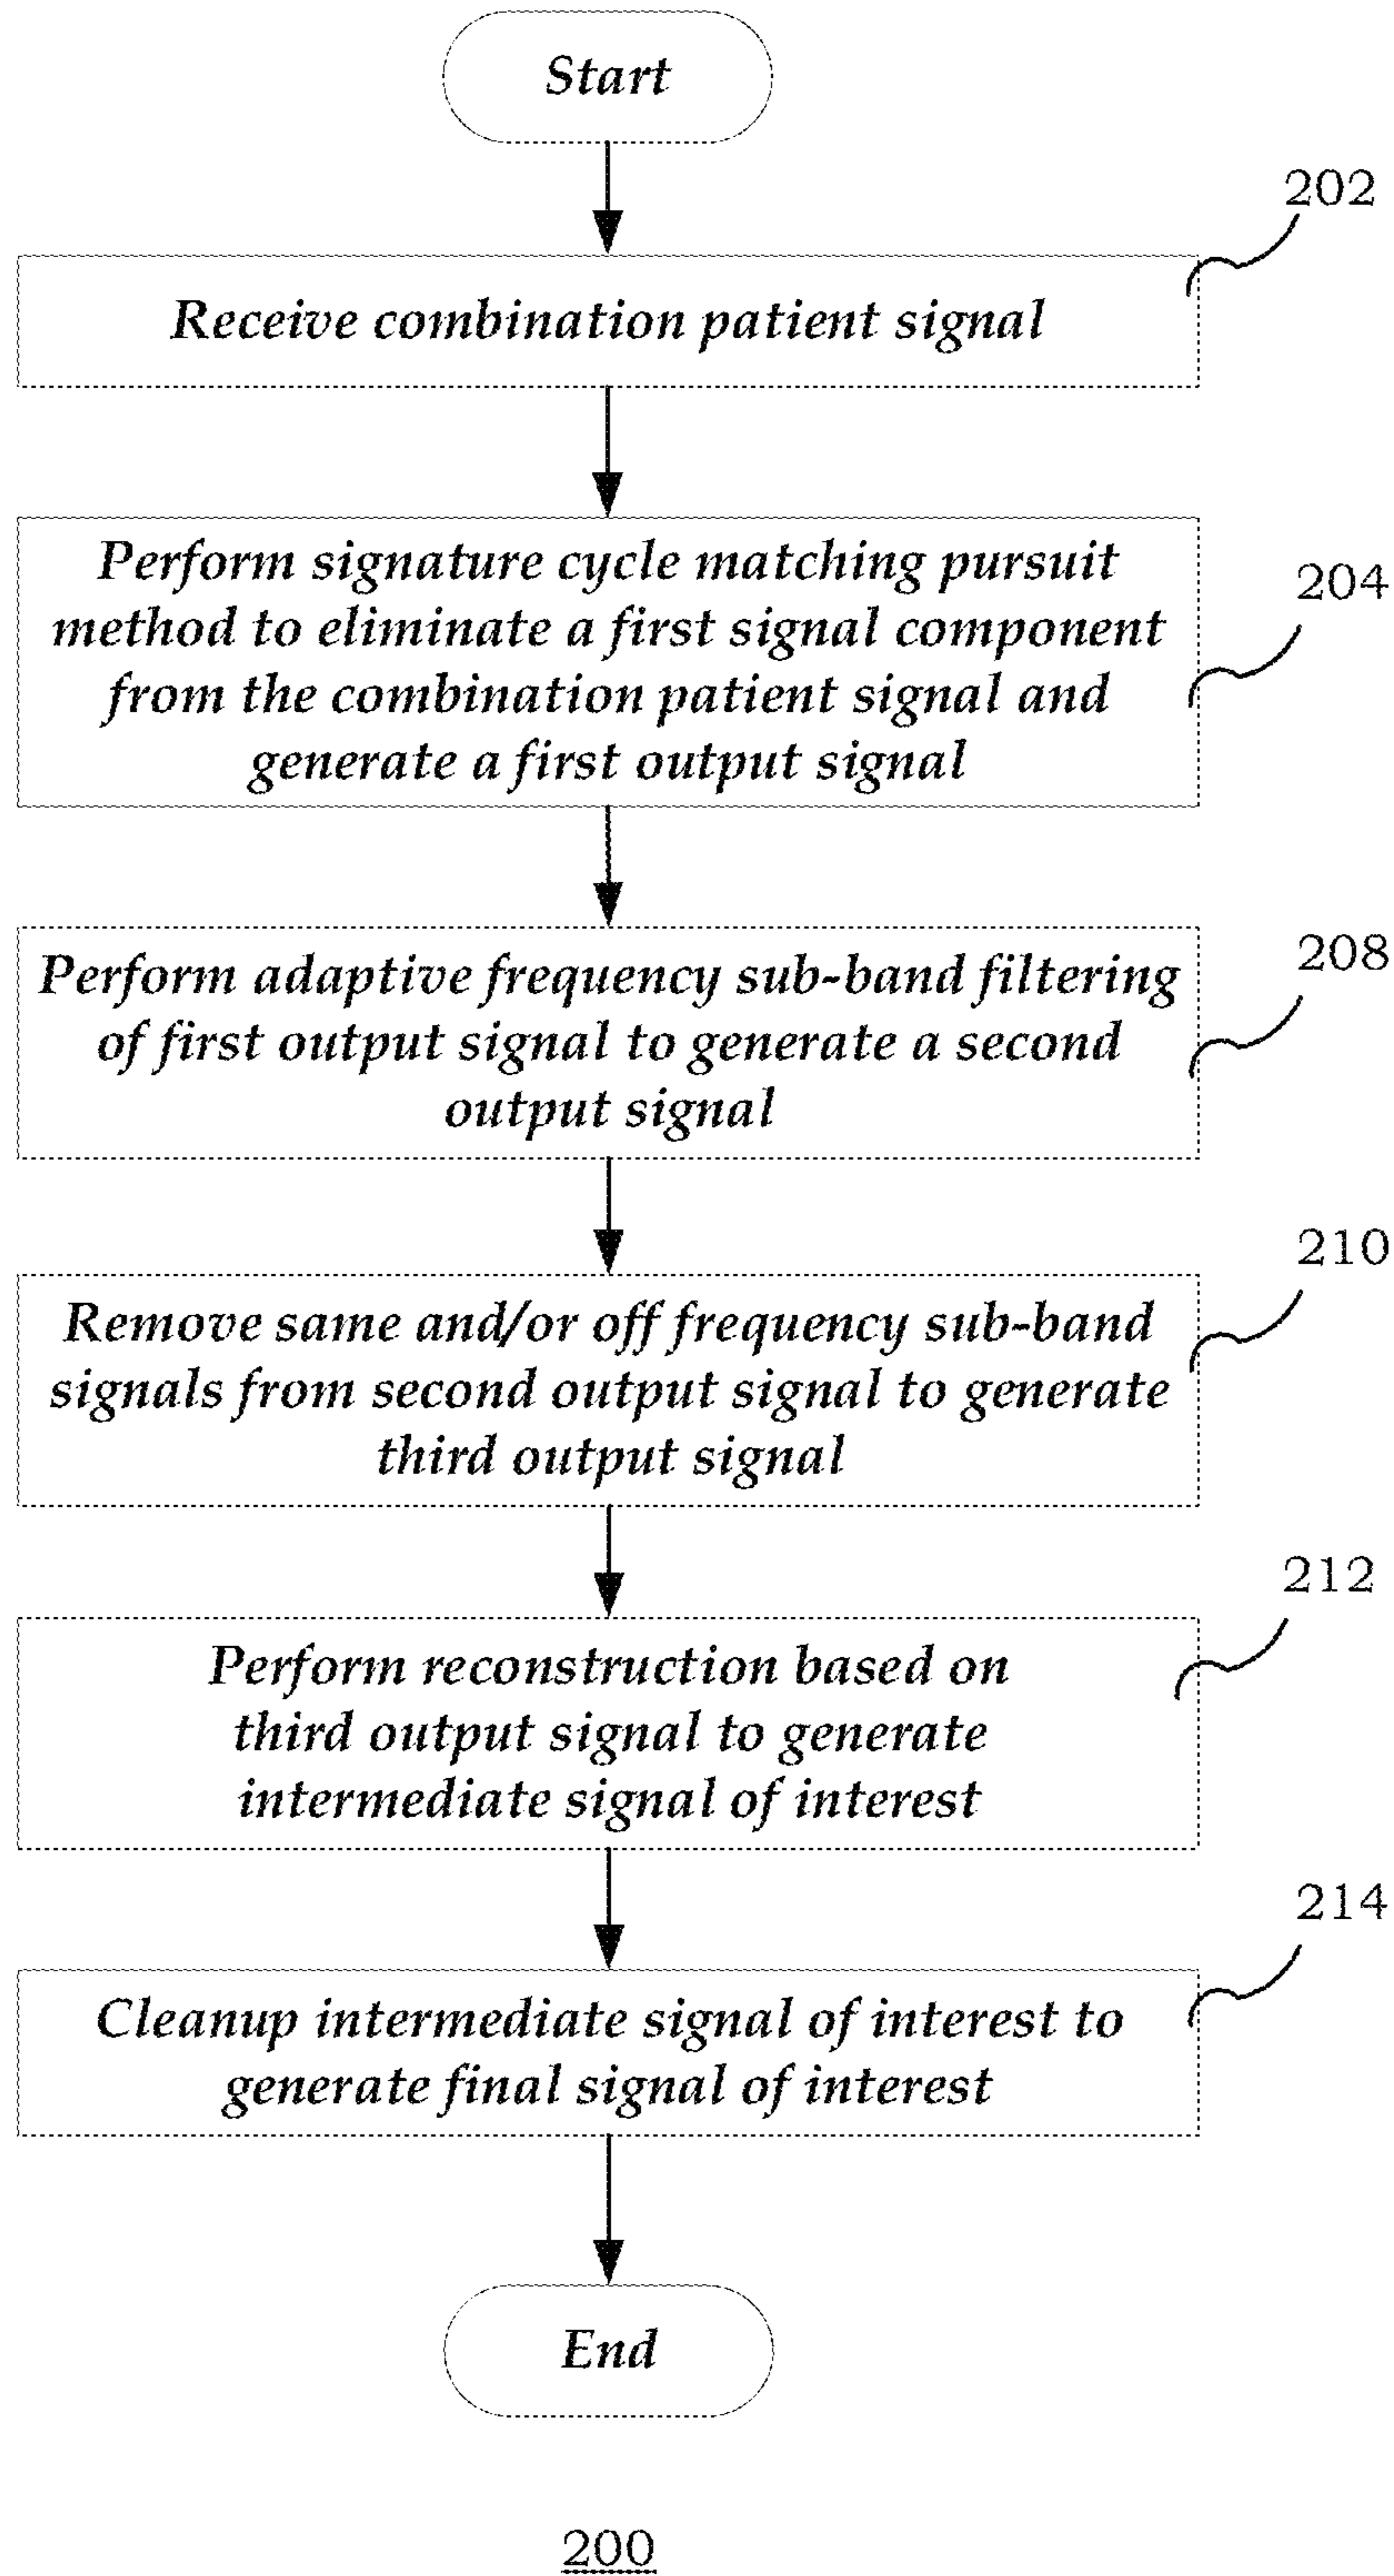 Start
202
Receive combination patient signal
Perform signature cycle matching pursuit
method to eliminate a first signal component
from the combination patient signal and
generate a first output signal
204
Perform adaptive frequency sub-band filtering
of first output signal to generate a second
output signal
208
Remove same and/or off frequency sub-band
signals from second output signal to generate
third output signal
210
Perform reconstruction based on
third output signal to generate
intermediate signal of interest
212
Cleanup intermediate signal of interest to
generate final signal of interest
214
End
200